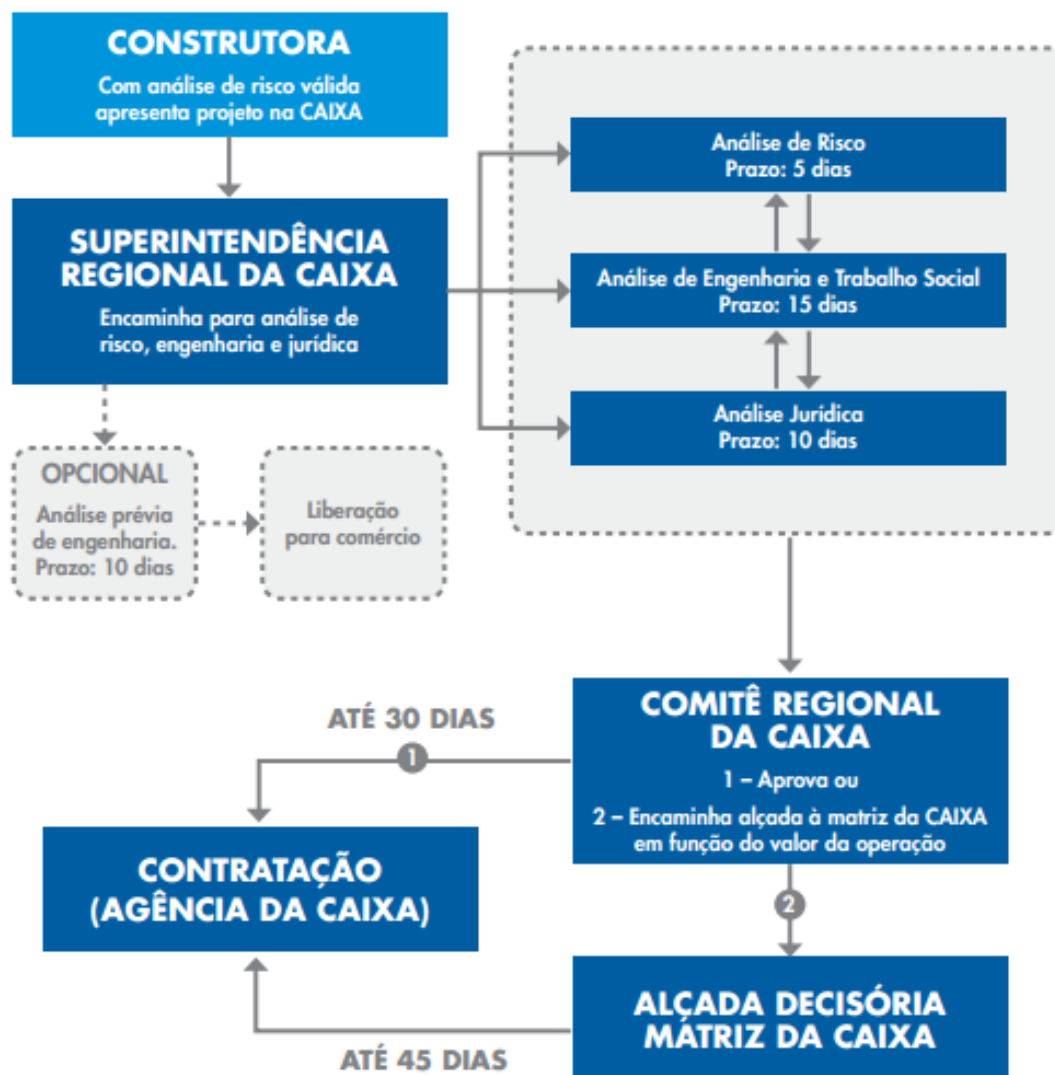 CONSTRUTORA
Com análise de risco válida
apresenta projeto na CAIXA
SUPERINTENDÊNCIA
REGIONAL DA CAIXA
Encaminha para análise de
risco, engenharia e jurídica
OPCIONAL
Análise prévia
de engenharia.
Prazo: 10 dias
Liberação
para comércio
Análise de Risco
Prazo: 5 dias
Análise de Engenharia e Trabalho Social
Prazo: 15 dias
Análise Jurídica
Prazo: 10 dias
COMITÊ REGIONAL
DA CAIXA
1 – Aprova ou
2 – Encaminha alçada à matriz da CAIXA
em função do valor da operação
ATÉ 30 DIAS
1
CONTRATAÇÃO
(AGÊNCIA DA CAIXA)
2
ALÇADA DECISÓRIA
MATRIZ DA CAIXA
ATÉ 45 DIAS